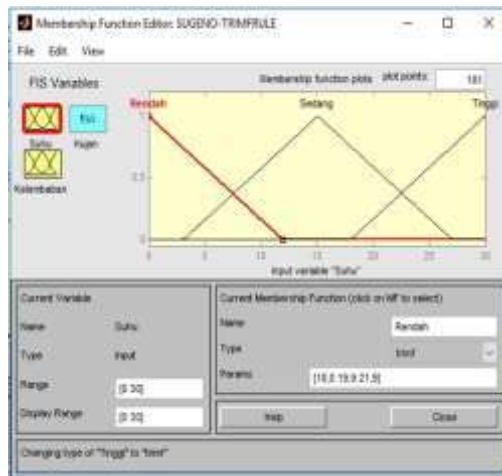 Membership Function Editor: SUGENO-TRIMFRULE
File Edit View
FIS Variables
Membership function plots plot points: 181
Rendah Sedang Tinggi
f(u)
Suhu Hujan
Kelembaban
1
0.5
0
0 5 10 15 20 25 30
input variable "Suhu"
Current Variable
Name Suhu
Type input
Range [0 30]
Display Range [0 30]
Current Membership Function (click on MF to select)
Name Rendah
Type trimf
Params
Help Close
Changing type of "Tinggi" to "trimf"